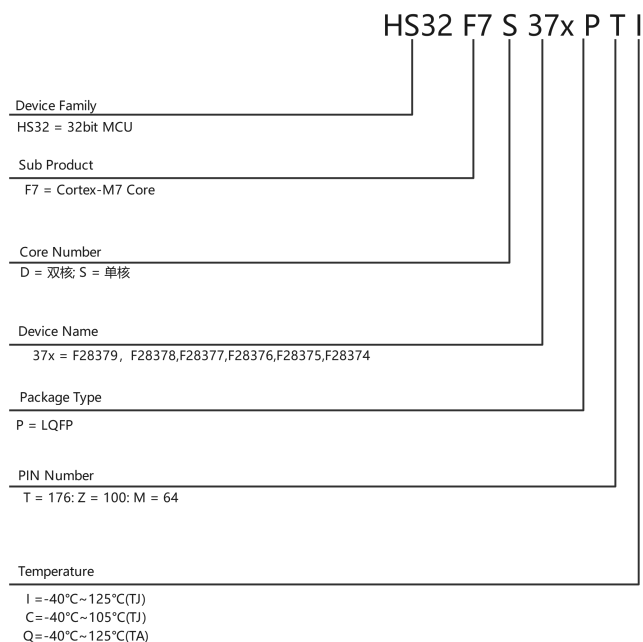 HS32 F7 S 37x P T I
Device Family
HS32 = 32bit MCU
Sub Product
F7 = Cortex-M7 Core
Core Number
D = 双核; S = 单核
Device Name
37x = F28379，F28378,F28377,F28376,F28375,F28374
Package Type
P = LQFP
PIN Number
T = 176: Z = 100: M = 64
Temperature
I =-40℃~125℃(TJ)
C=-40℃~105℃(TJ)
Q=-40℃~125℃(TA)